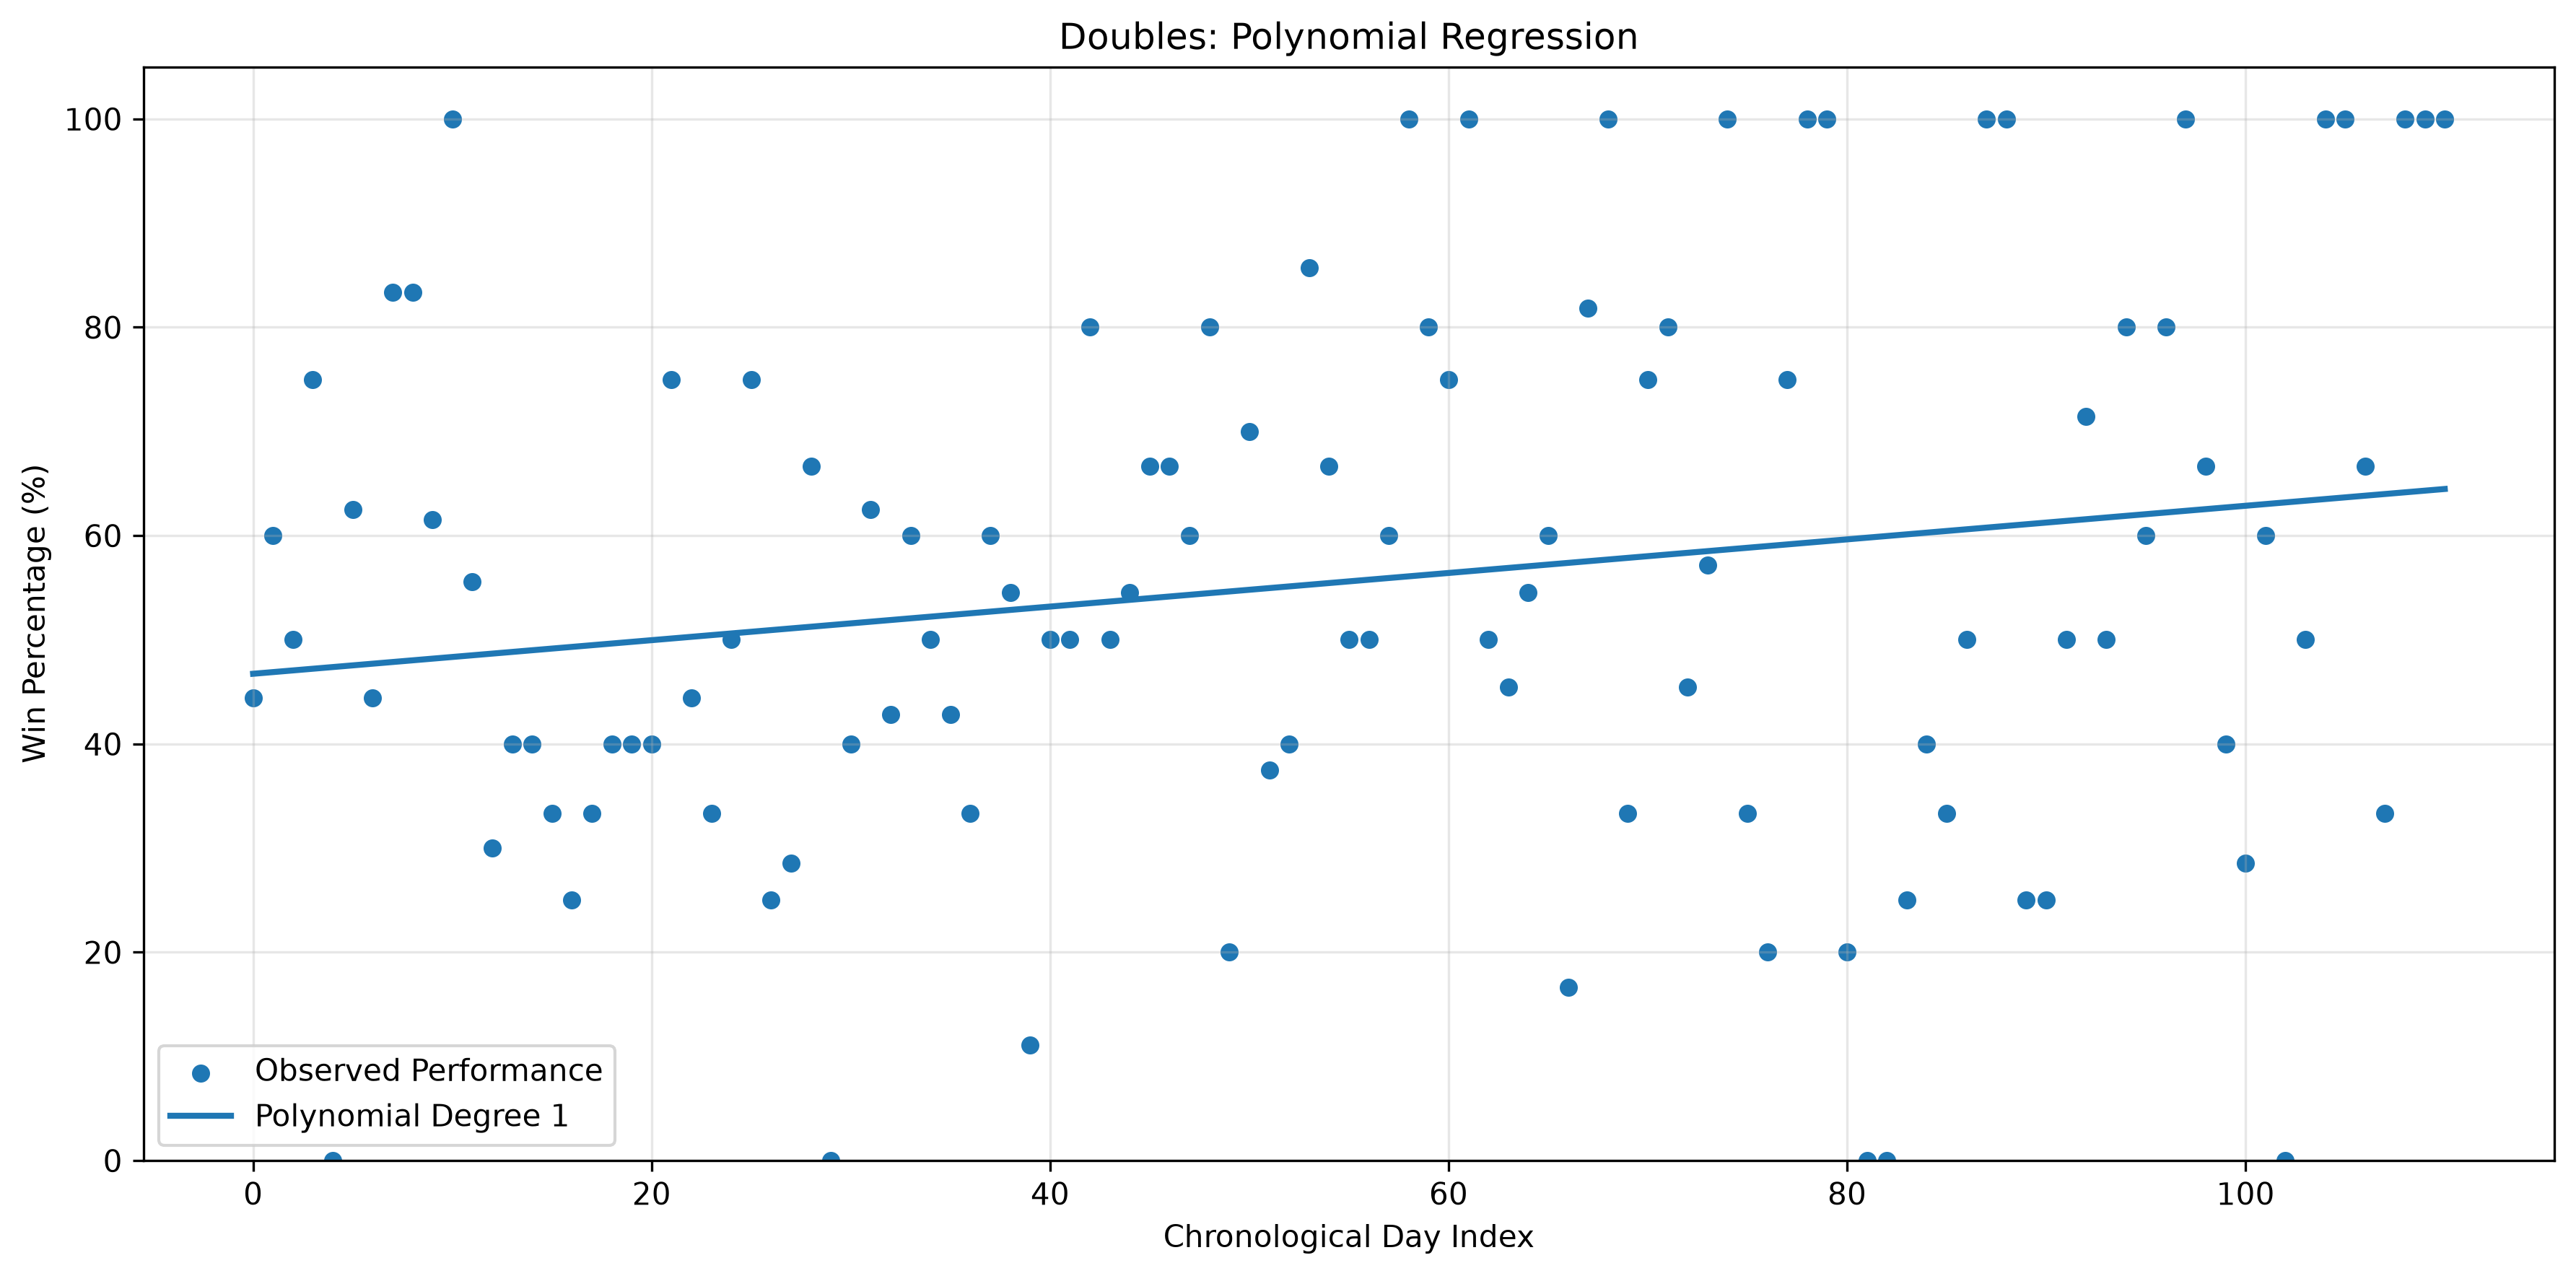 Doubles: Polynomial Regression
Win Percentage (%)
100
80
60
40
20
0
Observed Performance
Polynomial Degree 1
0 20 40 60 80 100
Chronological Day Index